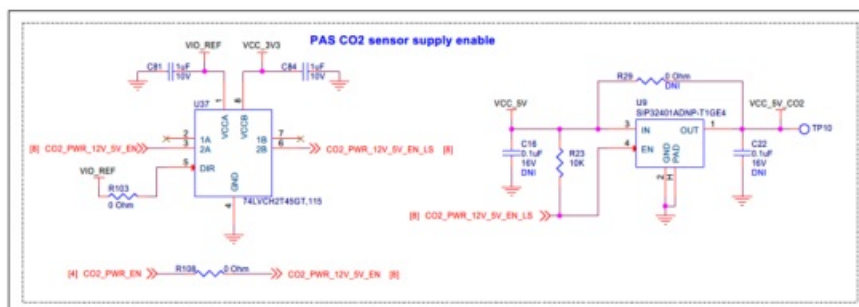 PAS CO2 sensor supply enable
VIO_REF
VCC_3V3
C81
1uF
10V
C84
1uF
10V
U37
1
8
VCCA
VCCB
2
1A
1B
7
[8] CO2_PWR_12V_5V_EN
3
2A
2B
6
CO2_PWR_12V_5V_EN_LS [8]
VIO_REF
5
DIR
R103
0 Ohm
GND
4
74LVCH2T45GT,115
[4] CO2_PWR_EN
R108
0 Ohm
CO2_PWR_12V_5V_EN [8]
R29
0 Ohm
DNI
VCC_5V
U9
SIP32401ADNP-T1GE4
VCC_5V_CO2
3
IN
OUT
1
TP10
C16
0.1uF
16V
DNI
R23
10K
4
EN
GND
PAD
2
H
C22
0.1uF
16V
DNI
[8] CO2_PWR_12V_5V_EN_LS